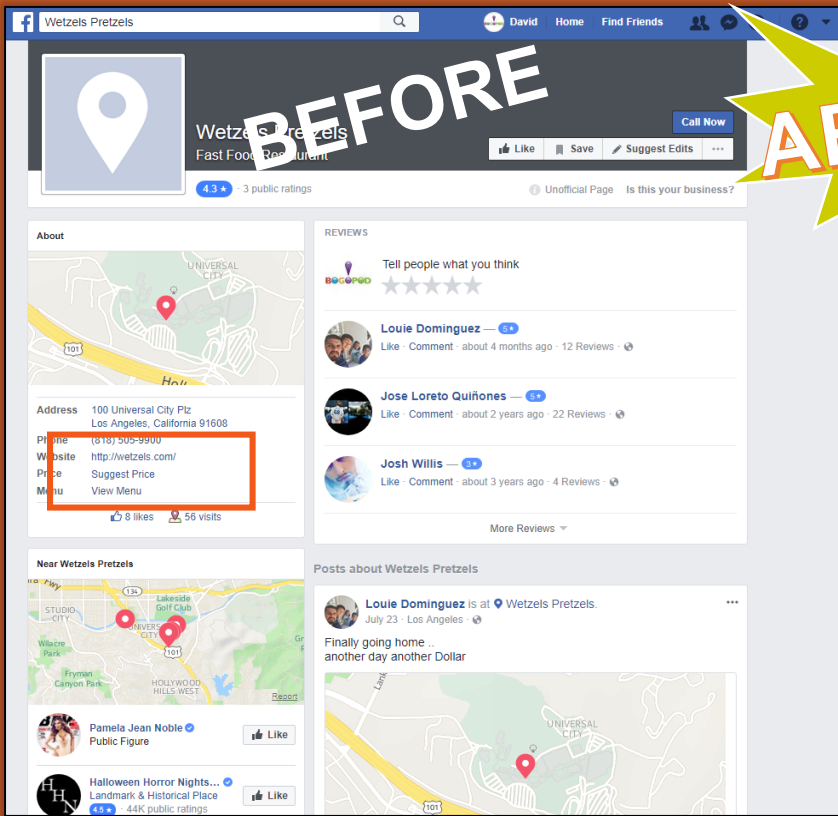 Wetzels Pretzels
David Home Find Friends
BEFORE
Wetzels Pretzels
Fast Food Restaurant
Call Now
Like Save Suggest Edits ...
4.3 ★ · 3 public ratings
Unofficial Page Is this your business?
About
UNIVERSAL CITY
101
Address 100 Universal City Plz
Los Angeles, California 91608
Phone (818) 505-9900
Website http://wetzels.com/
Price Suggest Price
Menu View Menu
8 likes 56 visits
Near Wetzels Pretzels
134
Lakeside
Golf Club
STUDIO
CITY
UNIVERS
CITY
Wilacre
Park
101
Fryman
Canyon Park
HOLLYWOOD
HILLS WEST
Report
Pamela Jean Noble
Public Figure
Like
HHN
Halloween Horror Nights...
Landmark & Historical Place
4.5 ★ · 44K public ratings
Like
REVIEWS
BOGOPOD
Tell people what you think
Louie Dominguez — 5★
Like · Comment · about 4 months ago · 12 Reviews ·
Jose Loreto Quiñones — 5★
Like · Comment · about 2 years ago · 22 Reviews ·
Josh Willis — 3★
Like · Comment · about 3 years ago · 4 Reviews ·
More Reviews
Posts about Wetzels Pretzels
Louie Dominguez is at Wetzels Pretzels.
July 23 · Los Angeles ·
Finally going home ..
another day another Dollar
UNIVERSAL
CITY
101